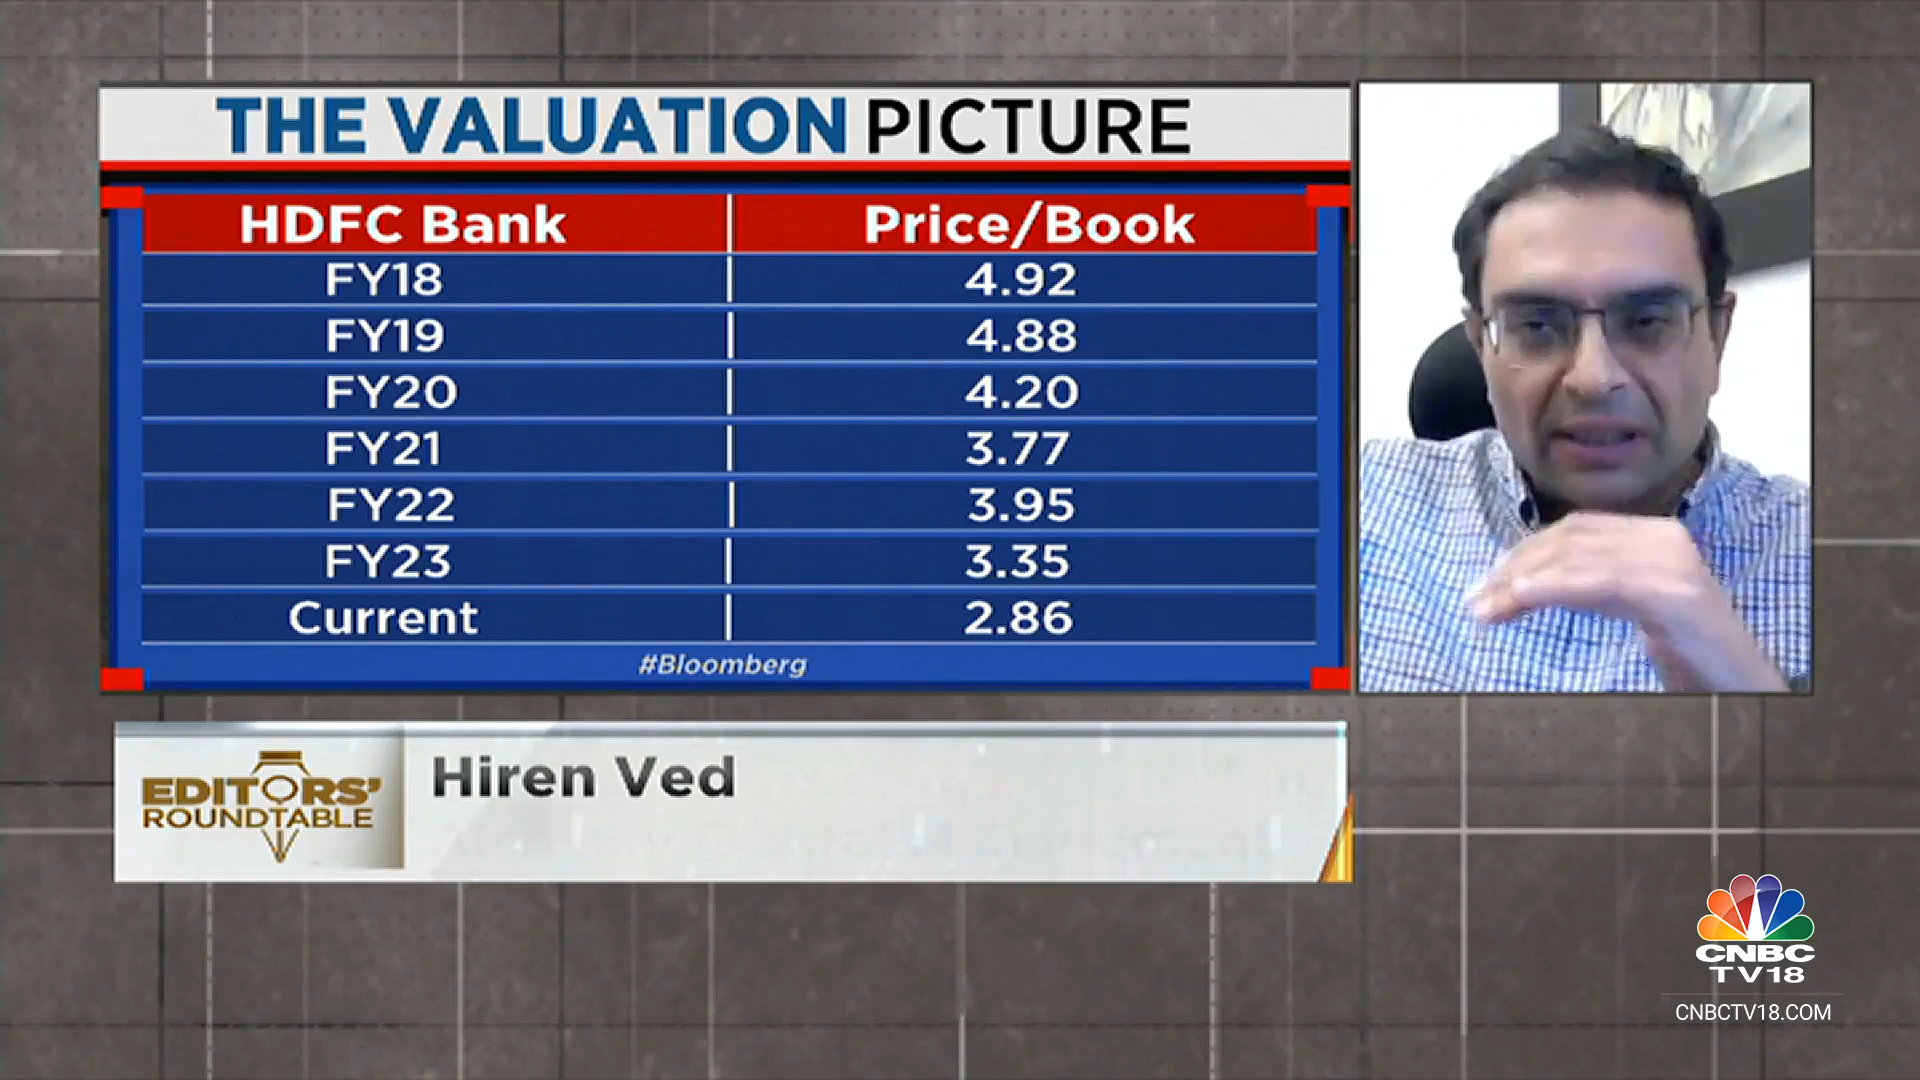 THE VALUATION PICTURE
HDFC Bank Price/Book
FY18 4.92
FY19 4.88
FY20 4.20
FY21 3.77
FY22 3.95
FY23 3.35
Current 2.86
#Bloomberg
EDITORS'
ROUNDTABLE
Hiren Ved
CNBC
TV18
CNBCTV18.COM